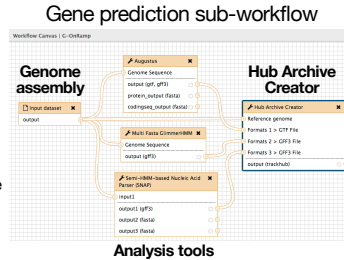 Gene prediction sub-workflow
Workflow Canvas | G-OnRamp
Genome
assembly
Input dataset
output
Augustus
Genome Sequence
output (gtf, gff3)
protein_output (fasta)
codingseq_output (fasta)
Multi Fasta GlimmerHMM
Genome Sequence
output (gff3)
Semi-HMM-based Nucleic Acid
Parser (SNAP)
input1
output1 (gff3)
output2 (fasta)
output3 (fasta)
Hub Archive
Creator
Hub Archive Creator
Reference genome
Formats 1 > GTF File
Formats 2 > GFF3 File
Formats 3 > GFF3 File
output (trackhub)
Analysis tools
e